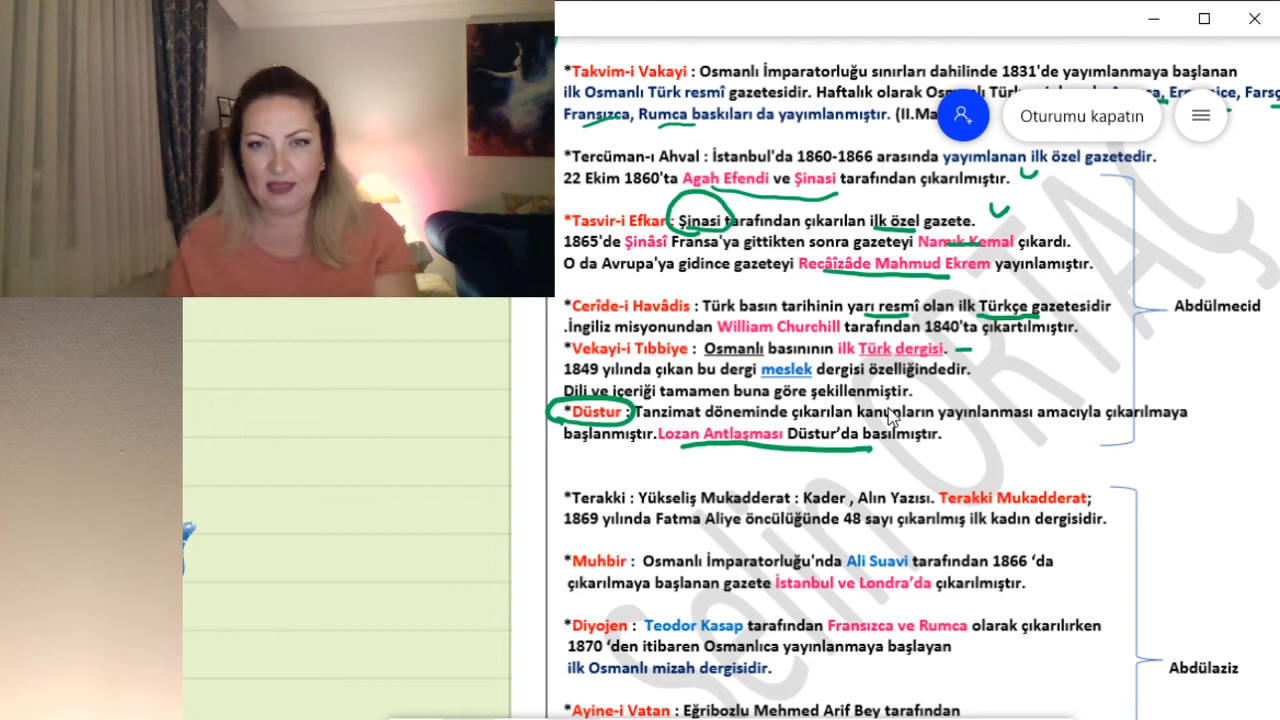 *Takvim-i Vakayi : Osmanlı İmparatorluğu sınırları dahilinde 1831'de yayımlanmaya başlanan
ilk Osmanlı Türk resmî gazetesidir. Haftalık olarak
Fransızca, Rumca baskıları da yayımlanmıştır.
Oturumu kapatın
*Tercüman-ı Ahval : İstanbul'da 1860-1866 arasında yayımlanan ilk özel gazetedir.
22 Ekim 1860'ta Agah Efendi ve Şinasi tarafından çıkarılmıştır.
*Tasvir-i Efkar: Şinasi tarafından çıkarılan ilk özel gazete.
1865'de Şinâsî Fransa'ya gittikten sonra gazeteyi Namık Kemal çıkardı.
O da Avrupa'ya gidince gazeteyi Recâîzâde Mahmud Ekrem yayınlamıştır.
*Cerîde-i Havâdis : Türk basın tarihinin yarı resmî olan ilk Türkçe gazetesidir
.İngiliz misyonundan William Churchill tarafından 1840'ta çıkartılmıştır.
*Vekayi-i Tıbbiye : Osmanlı basınının ilk Türk dergisi.
1849 yılında çıkan bu dergi meslek dergisi özelliğindedir.
Dili ve içeriği tamamen buna göre şekillenmiştir.
*Düstur : Tanzimat döneminde çıkarılan kanunların yayınlanması amacıyla çıkarılmaya
başlanmıştır.Lozan Antlaşması Düstur'da basılmıştır.
Abdülmecid
*Terakki : Yükseliş Mukadderat : Kader , Alın Yazısı. Terakki Mukadderat;
1869 yılında Fatma Aliye öncülüğünde 48 sayı çıkarılmış ilk kadın dergisidir.
*Muhbir : Osmanlı İmparatorluğu'nda Ali Suavi tarafından 1866 'da
çıkarılmaya başlanan gazete İstanbul ve Londra'da çıkarılmıştır.
*Diyojen : Teodor Kasap tarafından Fransızca ve Rumca olarak çıkarılırken
1870 'den itibaren Osmanlıca yayınlanmaya başlayan
ilk Osmanlı mizah dergisidir.
Abdülaziz
*Ayine-i Vatan : Eğribozlu Mehmed Arif Bey tarafından
Selin ORTAÇ